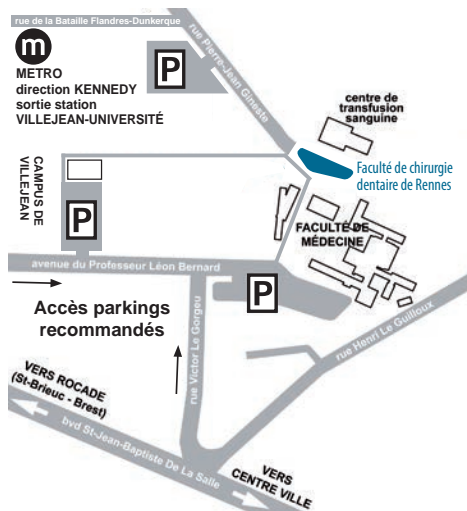 rue de la Bataille Flandres-Dunkerque
m
METRO
direction KENNEDY
sortie station
VILLEJEAN-UNIVERSITÉ
P
rue Pierre-Jean Gineste
centre de
transfusion
sanguine
Faculté de chirurgie
dentaire de Rennes
CAMPUS DE
VILLEJEAN
P
FACULTÉ DE
MÉDECINE
avenue du Professeur Léon Bernard
P
Accès parkings
recommandés
rue Victor Le Gorgeu
rue Henri Le Guilloux
VERS ROCADE
(St-Brieuc - Brest)
bvd St-Jean-Baptiste De La Salle
VERS
CENTRE VILLE